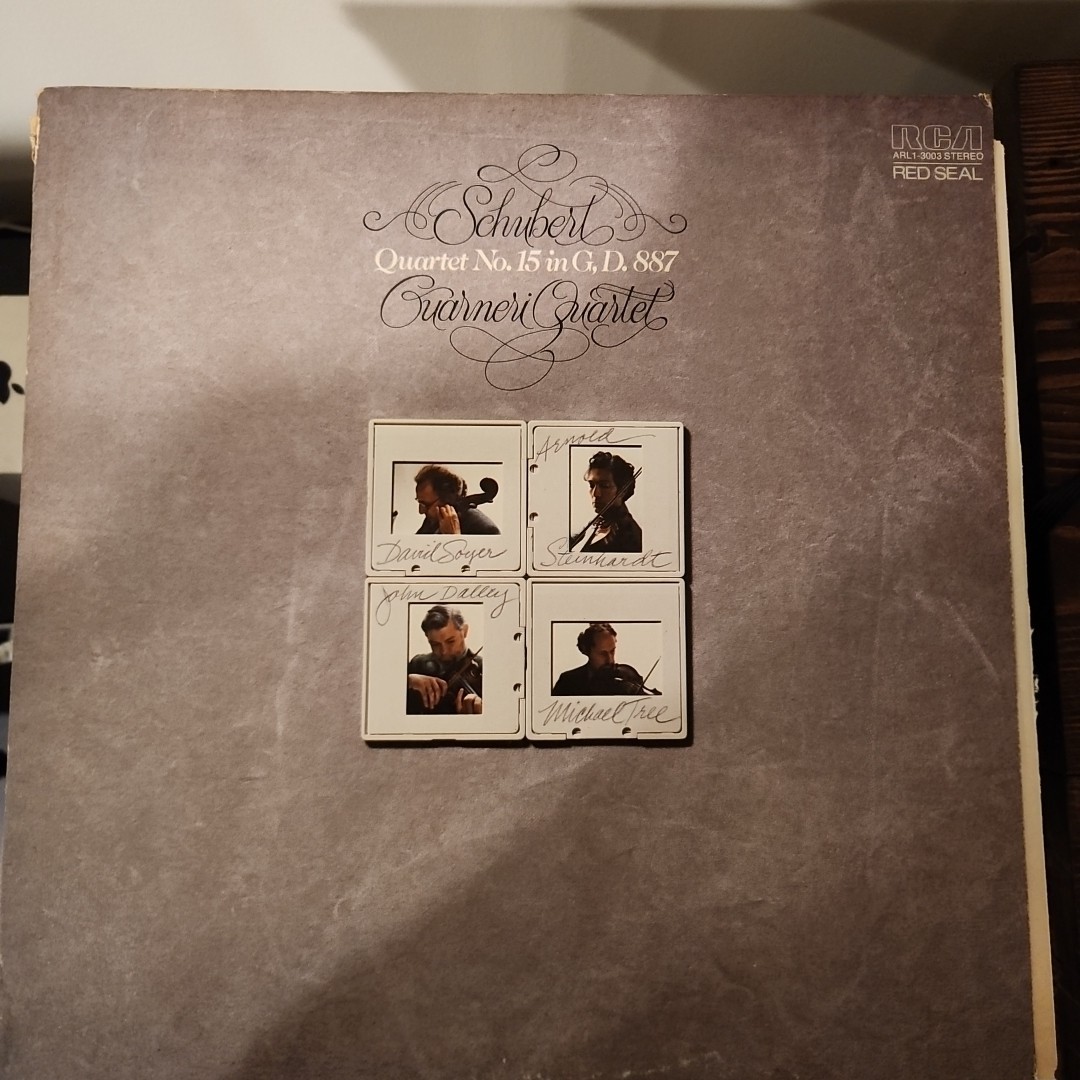 RCA
ARL1-3003 STEREO
RED SEAL
Schubert
Quartet No. 15 in G, D. 887
Guarneri Quartet
David Soyer
Arnold
Steinhardt
John Dalley
Michael Tree